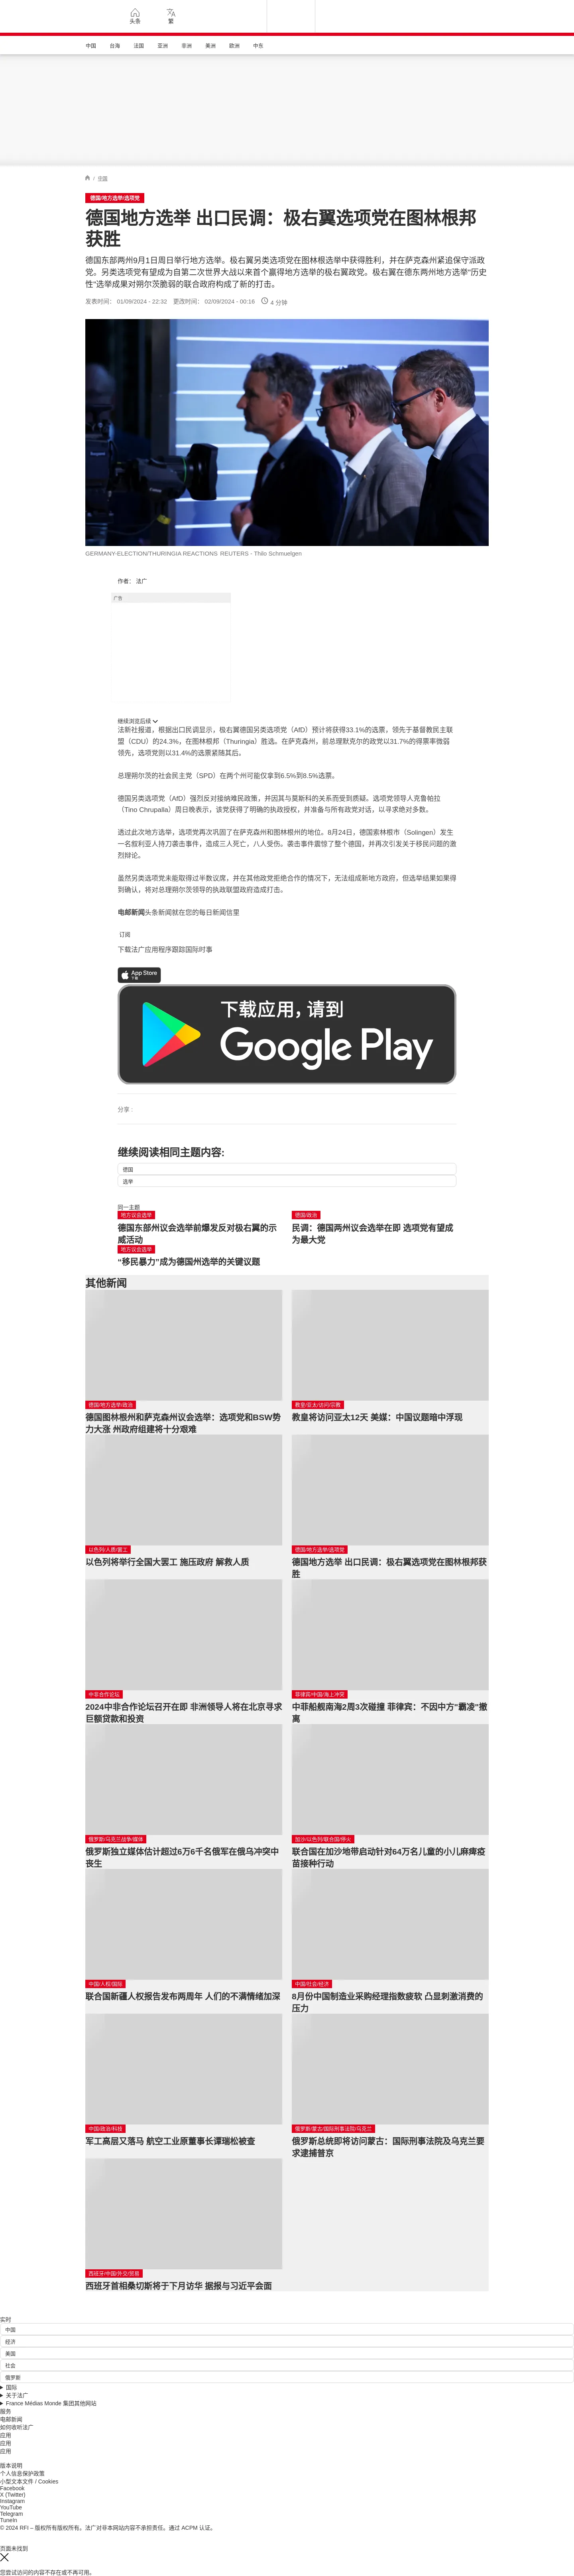 头条
繁
中国
台海
法国
亚洲
非洲
美洲
欧洲
中东
/ 德国
德国/地方选举/选项党
德国地方选举 出口民调：极右翼选项党在图林根邦
获胜
德国东部两州9月1日周日举行地方选举。极右翼另类选项党在图林根选举中获得胜利，并在萨克森州紧追保守派政
党。另类选项党有望成为自第二次世界大战以来首个赢得地方选举的极右翼政党。极右翼在德东两州地方选举“历史
性”选举成果对朔尔茨脆弱的联合政府构成了新的打击。
发表时间： 01/09/2024 - 22:32 更改时间： 02/09/2024 - 00:16 4 分钟
GERMANY-ELECTION/THURINGIA REACTIONS REUTERS - Thilo Schmuelgen
作者： 法广
广告
继续浏览后续
法新社报道，根据出口民调显示，极右翼德国另类选项党（AfD）预计将获得33.1%的选票，领先于基督教民主联
盟（CDU）的24.3%，在图林根邦（Thuringia）胜选。在萨克森州，前总理默克尔的政党以31.7%的得票率微弱
领先，选项党则以31.4%的选票紧随其后。
总理朔尔茨的社会民主党（SPD）在两个州可能仅拿到6.5%到8.5%选票。
德国另类选项党（AfD）强烈反对接纳难民政策，并因其与莫斯科的关系而受到质疑。选项党领导人克鲁帕拉
（Tino Chrupalla）周日晚表示，该党获得了明确的执政授权，并准备与所有政党对话，以寻求绝对多数。
透过此次地方选举，选项党再次巩固了在萨克森州和图林根州的地位。8月24日，德国索林根市（Solingen）发生
一名叙利亚人持刀袭击事件，造成三人死亡，八人受伤。袭击事件震惊了整个德国，并再次引发关于移民问题的激
烈辩论。
虽然另类选项党未能取得过半数议席，并在其他政党拒绝合作的情况下，无法组成新地方政府，但选举结果如果得
到确认，将对总理朔尔茨领导的执政联盟政府造成打击。
电邮新闻头条新闻就在您的每日新闻信里
订阅
下载法广应用程序跟踪国际时事
App Store
下载
下载应用，请到
Google Play
分享 :
继续阅读相同主题内容:
德国
选举
同一主题
地方议会选举
德国东部州议会选举前爆发反对极右翼的示
威活动
德国/政治
民调：德国两州议会选举在即 选项党有望成
为最大党
地方议会选举
“移民暴力”成为德国州选举的关键议题
其他新闻
德国/地方选举/政治
德国图林根州和萨克森州议会选举：选项党和BSW势
力大涨 州政府组建将十分艰难
教皇/亚太/访问/宗教
教皇将访问亚太12天 美媒：中国议题暗中浮现
以色列/人质/罢工
以色列将举行全国大罢工 施压政府 解救人质
德国/地方选举/选项党
德国地方选举 出口民调：极右翼选项党在图林根邦获
胜
中非合作论坛
2024中非合作论坛召开在即 非洲领导人将在北京寻求
巨额贷款和投资
菲律宾/中国/海上冲突
中菲船舰南海2周3次碰撞 菲律宾：不因中方“霸凌”撤
离
俄罗斯/乌克兰战争/媒体
俄罗斯独立媒体估计超过6万6千名俄军在俄乌冲突中
丧生
加沙/以色列/联合国/停火
联合国在加沙地带启动针对64万名儿童的小儿麻痺疫
苗接种行动
中国/人权/国际
联合国新疆人权报告发布两周年 人们的不满情绪加深
中国/社会/经济
8月份中国制造业采购经理指数疲软 凸显刺激消费的
压力
中国/政治/科技
军工高层又落马 航空工业原董事长谭瑞松被查
俄罗斯/蒙古/国际刑事法院/乌克兰
俄罗斯总统即将访问蒙古：国际刑事法院及乌克兰要
求逮捕普京
西班牙/中国/外交/贸易
西班牙首相桑切斯将于下月访华 据报与习近平会面
实时
中国
经济
美国
社会
俄罗斯
国际
关于法广
France Médias Monde 集团其他网站
服务
电邮新闻
如何收听法广
应用
应用
应用
版本说明
个人信息保护政策
小型文本文件 / Cookies
Facebook
X (Twitter)
Instagram
YouTube
Telegram
TuneIn
© 2024 RFI – 版权所有版权所有。法广对非本网站内容不承担责任。通过 ACPM 认证。
页面未找到
您尝试访问的内容不存在或不再可用。